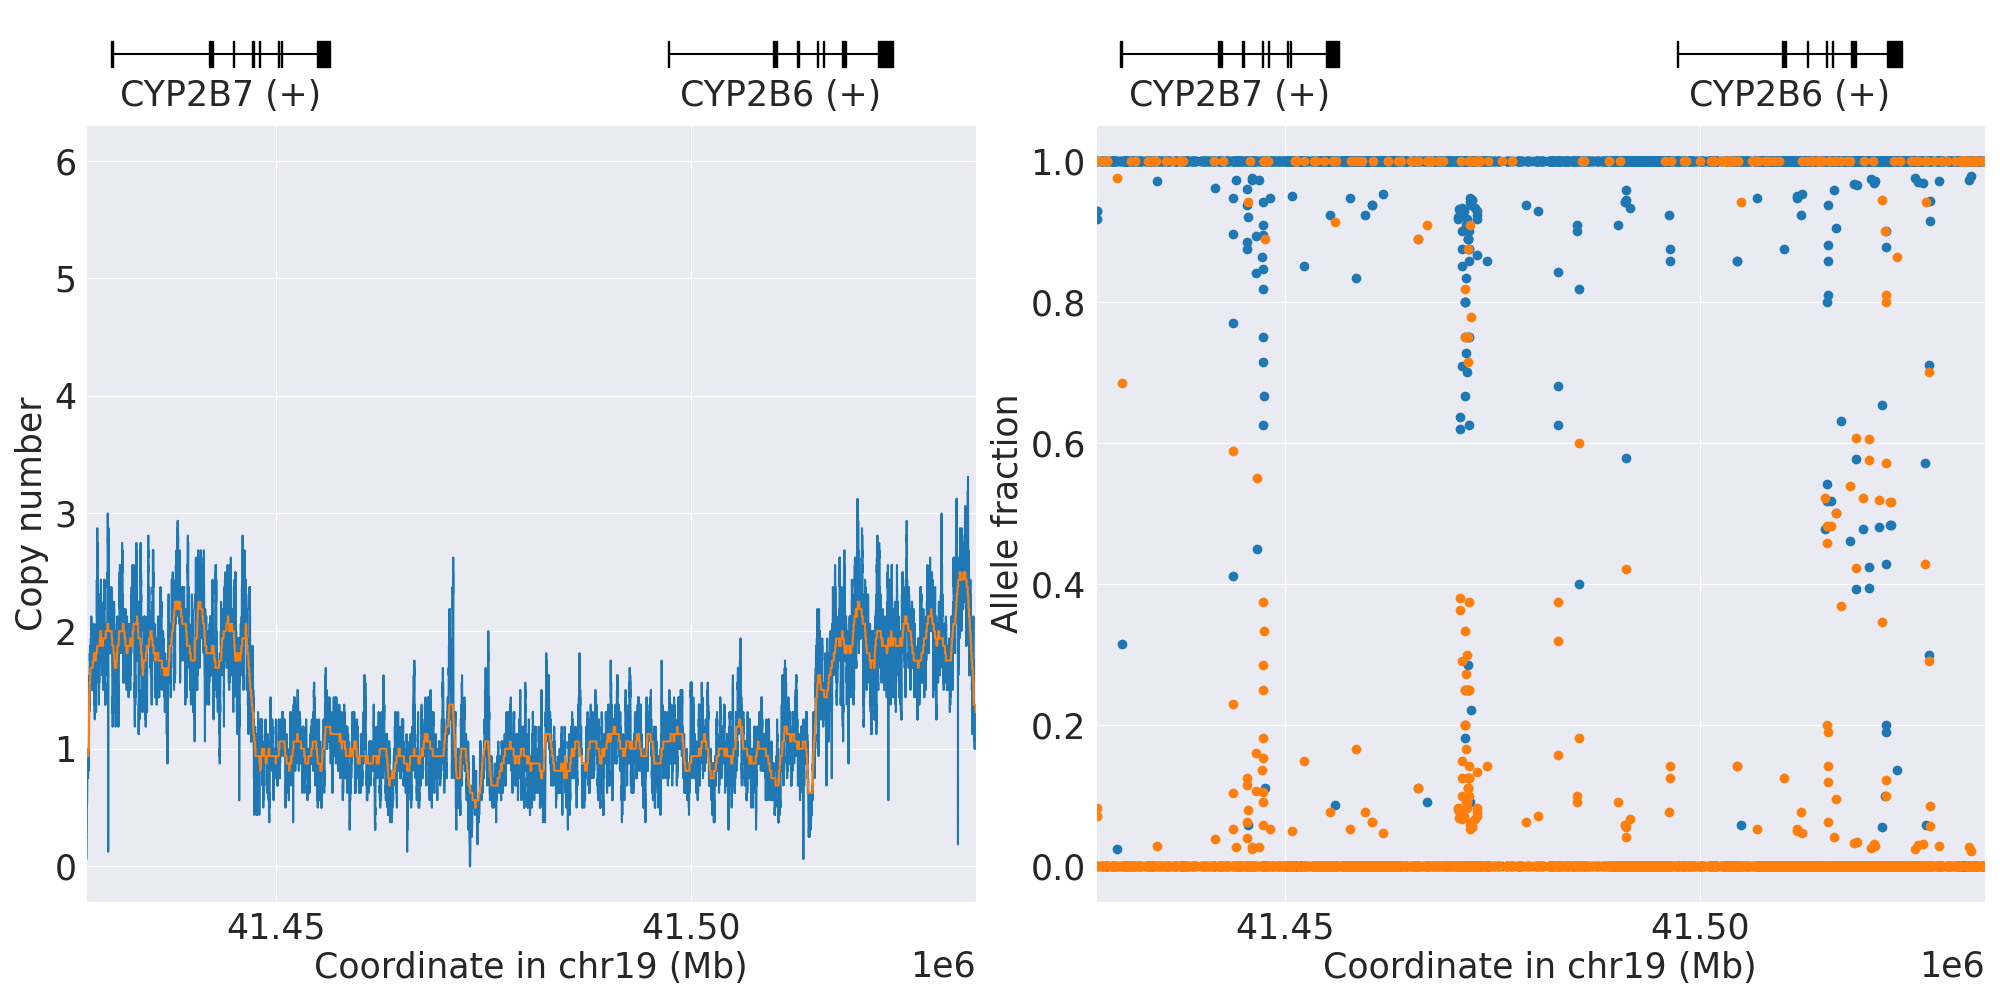 CYP2B7 (+) CYP2B6 (+)
6
5
4
3
2
1
0
Copy number
41.45 41.50
Coordinate in chr19 (Mb) 1e6
CYP2B7 (+) CYP2B6 (+)
1.0
0.8
0.6
0.4
0.2
0.0
Allele fraction
41.45 41.50
Coordinate in chr19 (Mb) 1e6